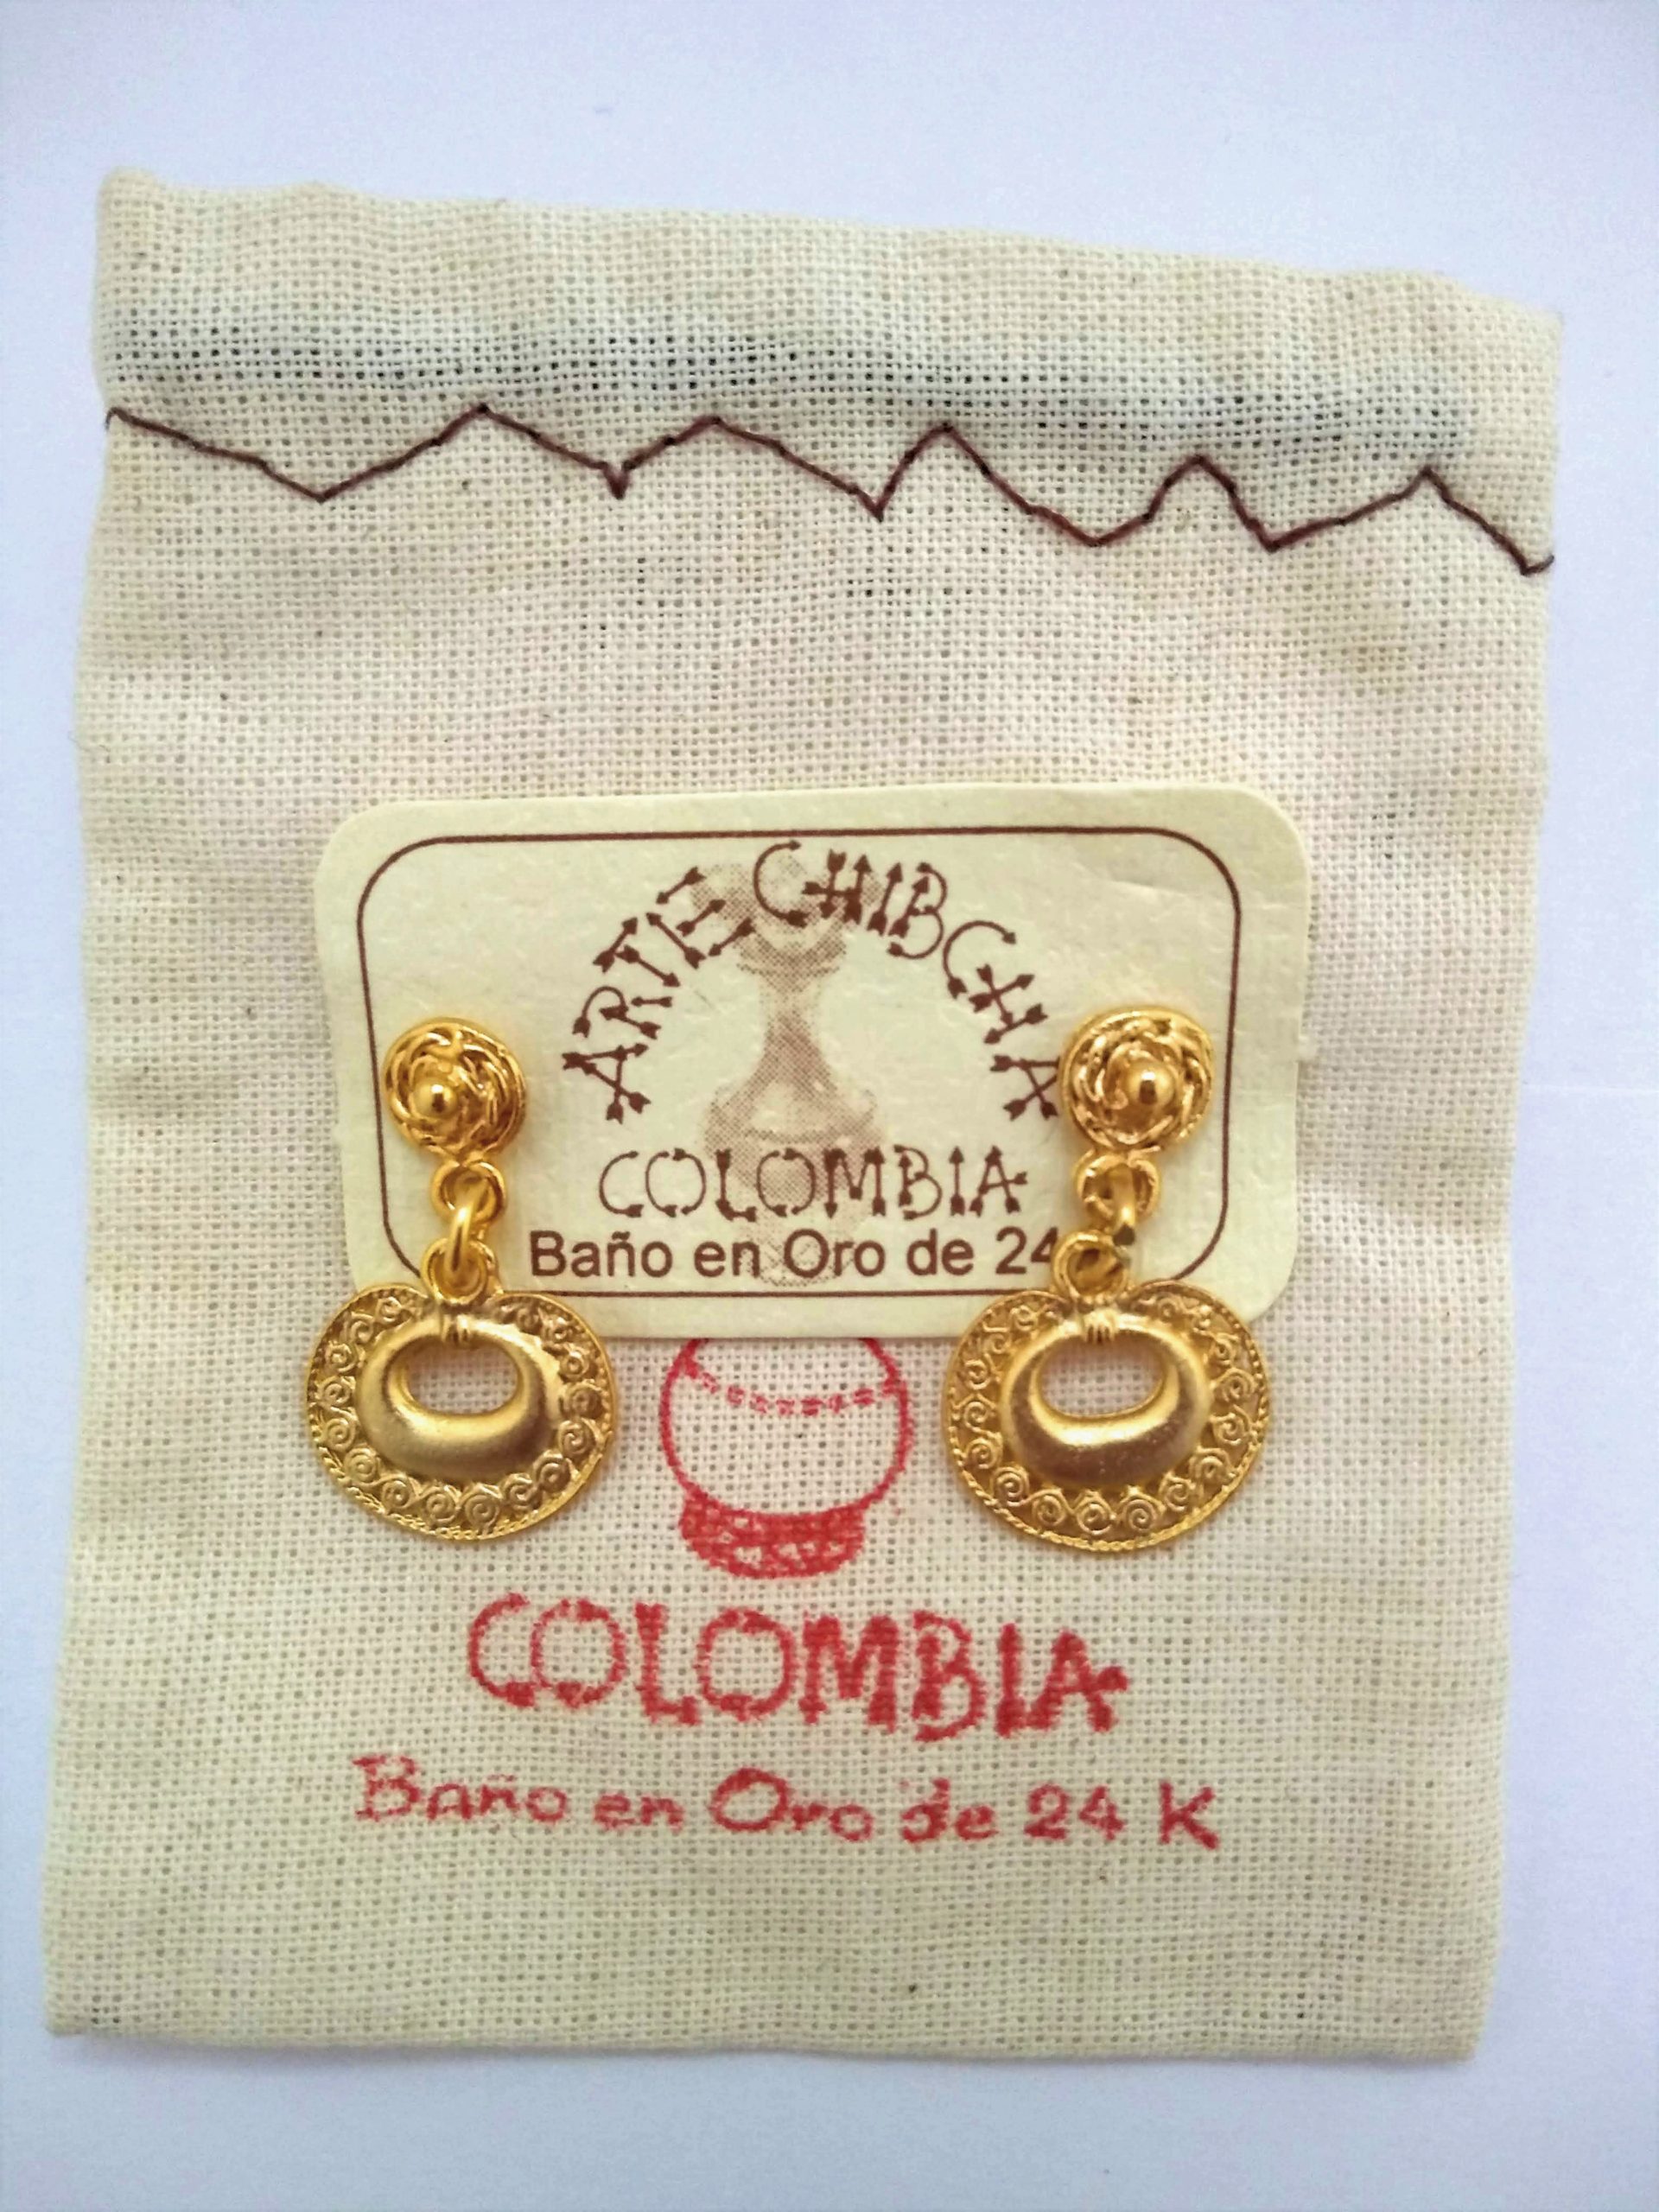 ARTE CHIBCHA
COLOMBIA
Baño en Oro de 24
COLOMBIA
Baño en Oro de 24 K